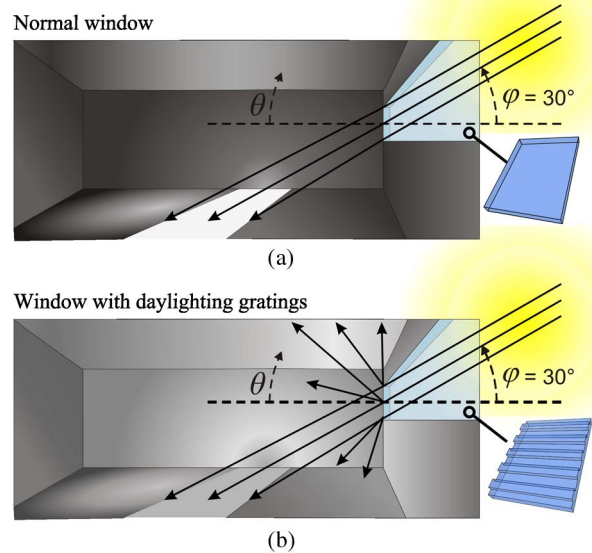 Normal window
θ
φ = 30°
(a)
Window with daylighting gratings
θ
φ = 30°
(b)